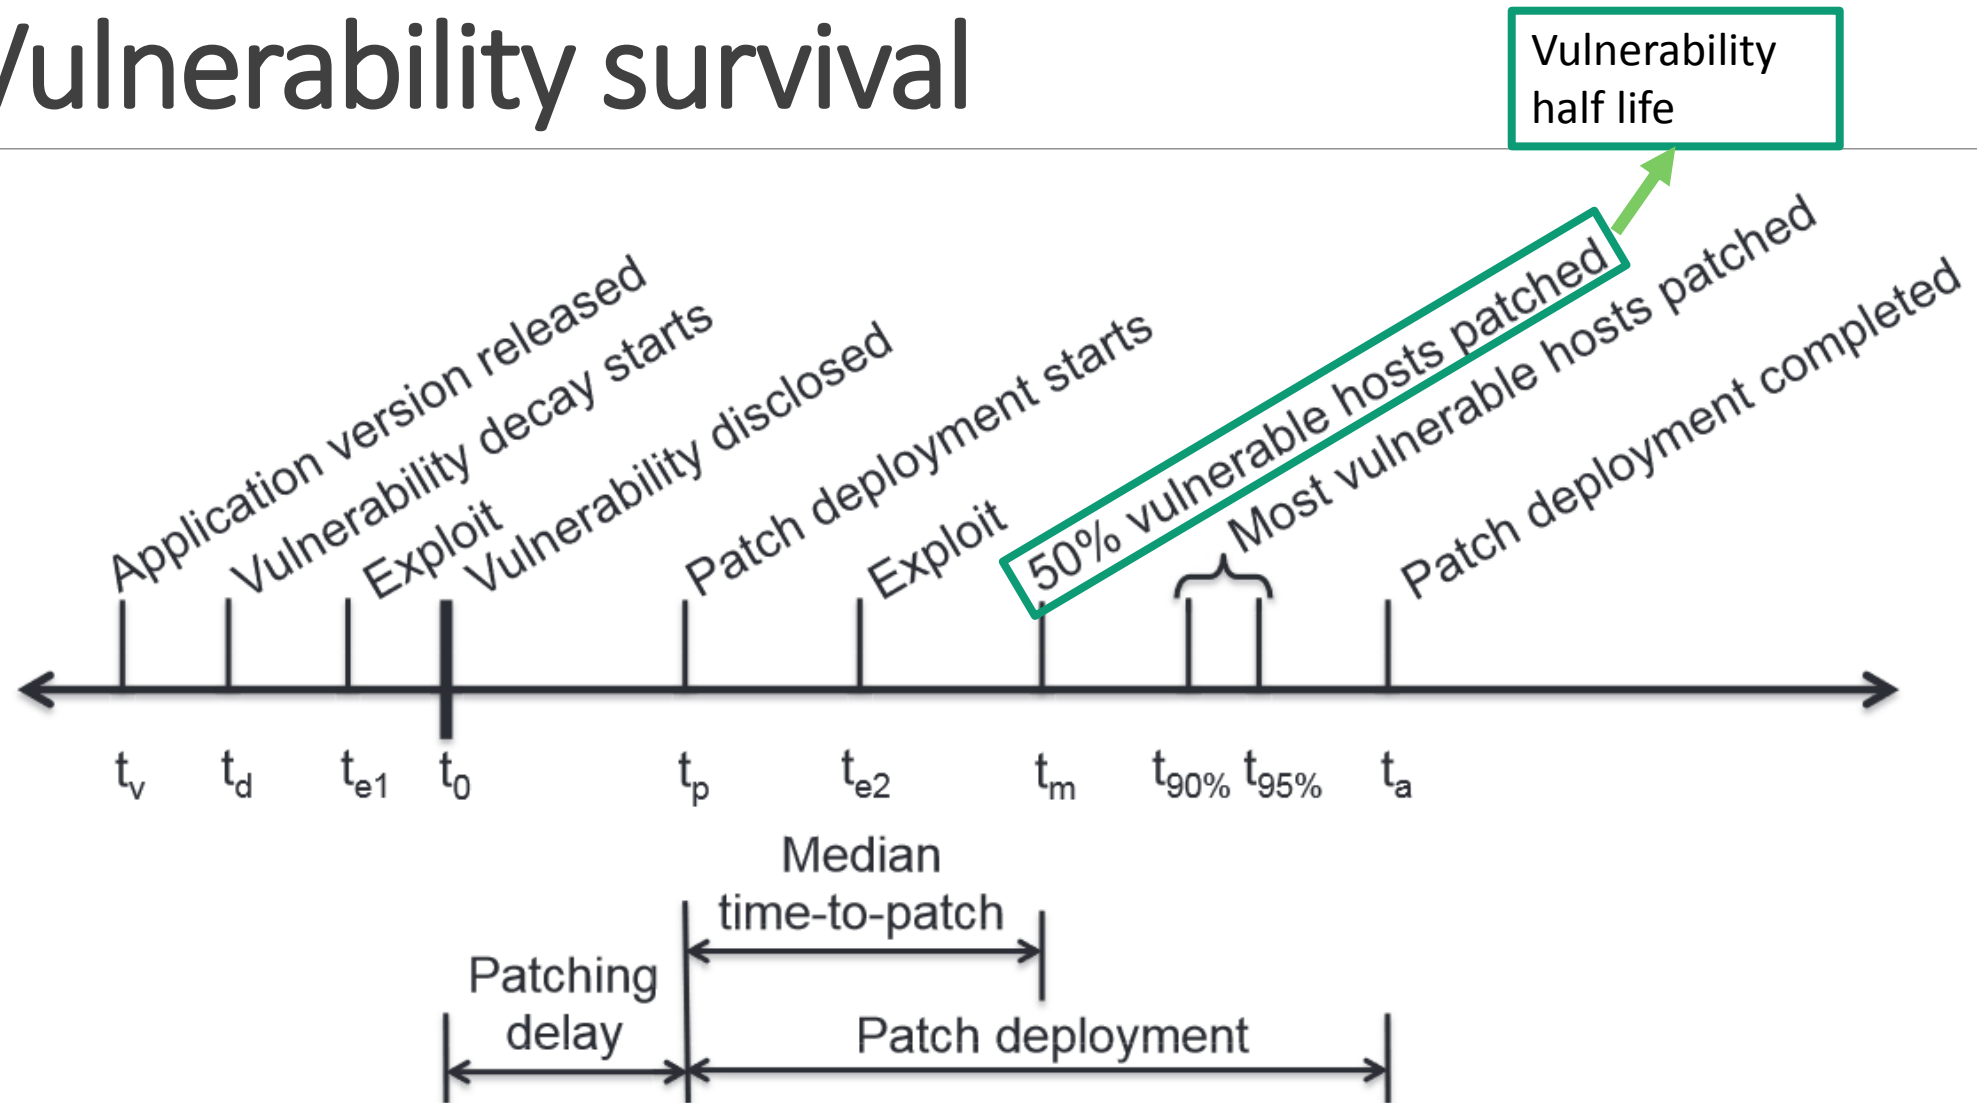 Vulnerability survival
Vulnerability
half life
Application version released
Vulnerability decay starts
Exploit
Vulnerability disclosed
Patch deployment starts
Exploit
50% vulnerable hosts patched
Most vulnerable hosts patched
Patch deployment completed
tv td te1 t0 tp te2 tm t90% t95% ta
Median
time-to-patch
Patching
delay
Patch deployment